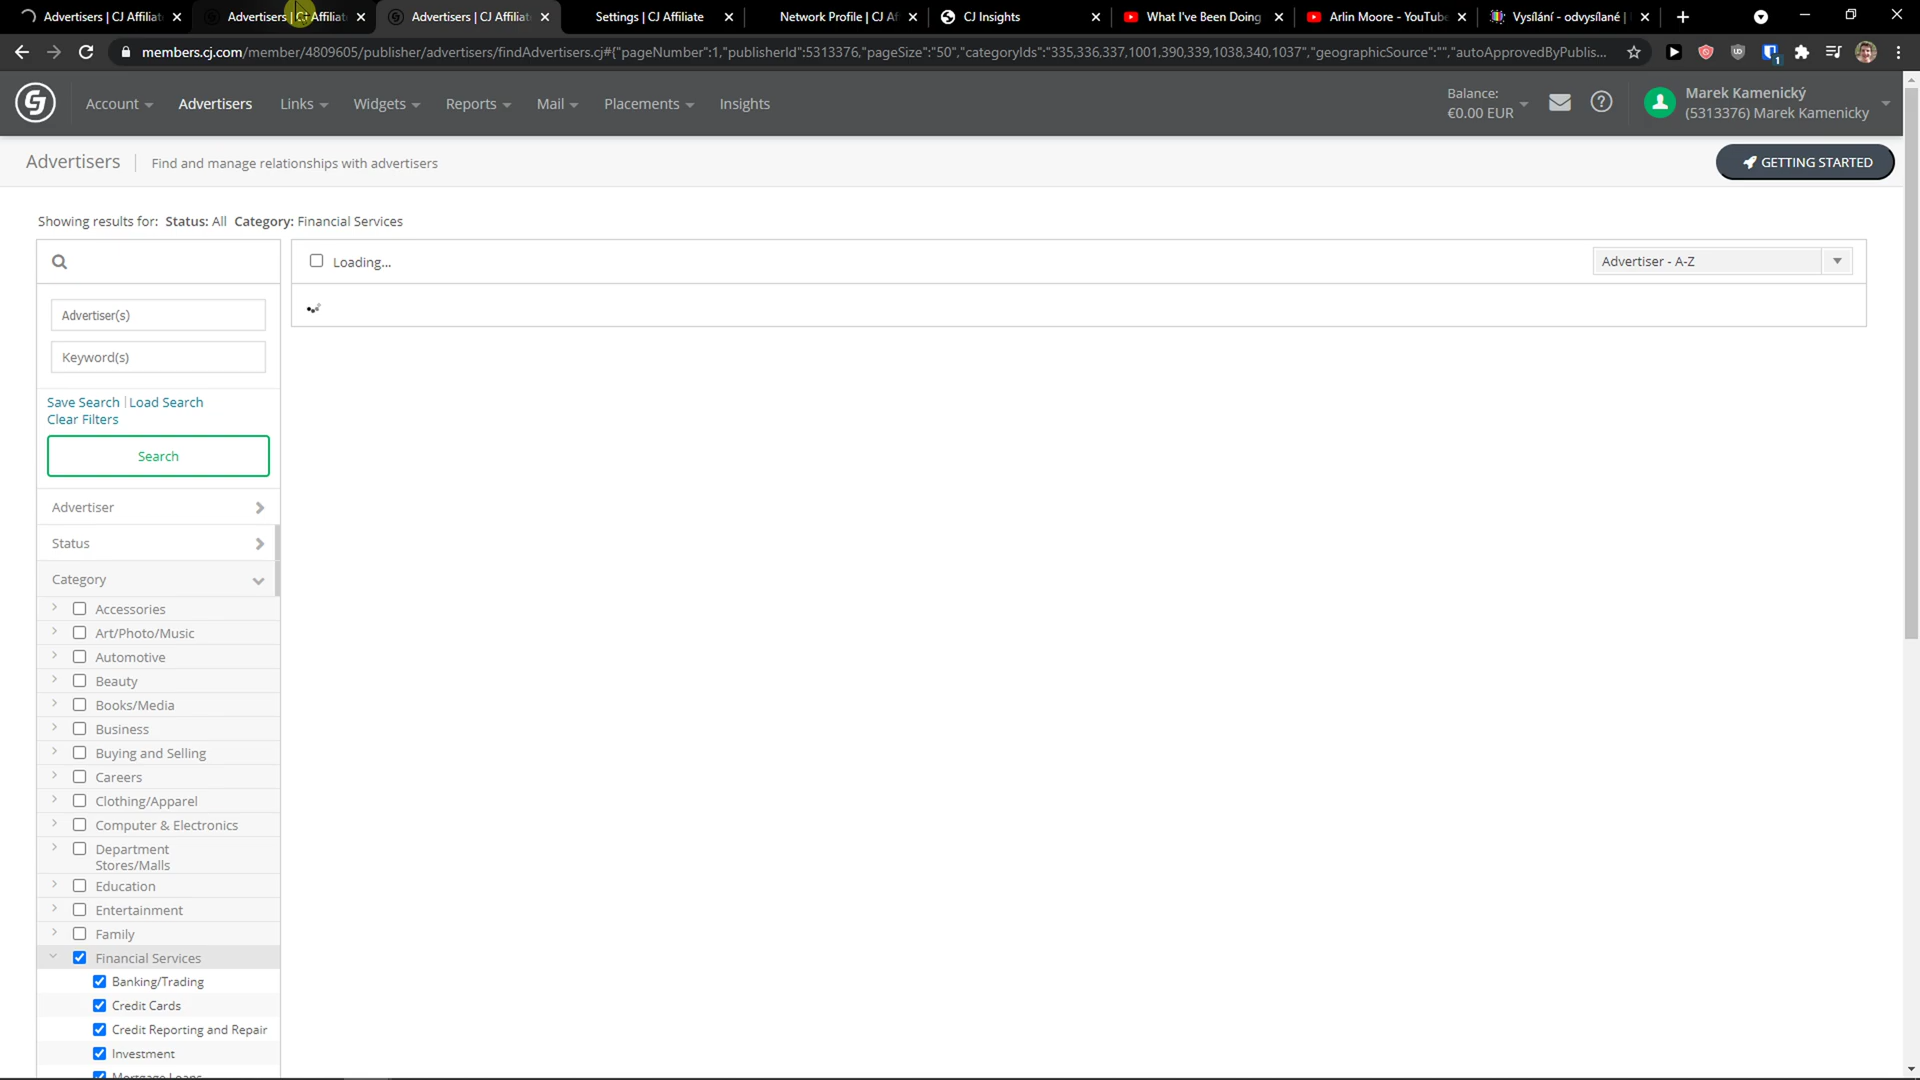 Advertisers | CJ Affiliat
Advertisers | CJ Affiliat
Advertisers | CJ Affiliat
Settings | CJ Affiliate
Network Profile | CJ Af
CJ Insights
What I've Been Doing
Arlin Moore - YouTube
Vysílání - odvysílané |
members.cj.com/member/4809605/publisher/advertisers/findAdvertisers.cj#{"pageNumber":1,"publisherId":5313376,"pageSize":"50","categoryIds":"335,336,337,1001,390,339,1038,340,1037","geographicSource":"","autoApprovedByPublis...
Account
Advertisers
Links
Widgets
Reports
Mail
Placements
Insights
Balance:
€0.00 EUR
Marek Kamenický
(5313376) Marek Kamenicky
Advertisers
Find and manage relationships with advertisers
GETTING STARTED
Showing results for: Status: All Category: Financial Services
Loading...
Advertiser - A-Z
Advertiser(s)
Keyword(s)
Save Search | Load Search
Clear Filters
Search
Advertiser
Status
Category
Accessories
Art/Photo/Music
Automotive
Beauty
Books/Media
Business
Buying and Selling
Careers
Clothing/Apparel
Computer & Electronics
Department
Stores/Malls
Education
Entertainment
Family
Financial Services
Banking/Trading
Credit Cards
Credit Reporting and Repair
Investment
Mortgage Loans